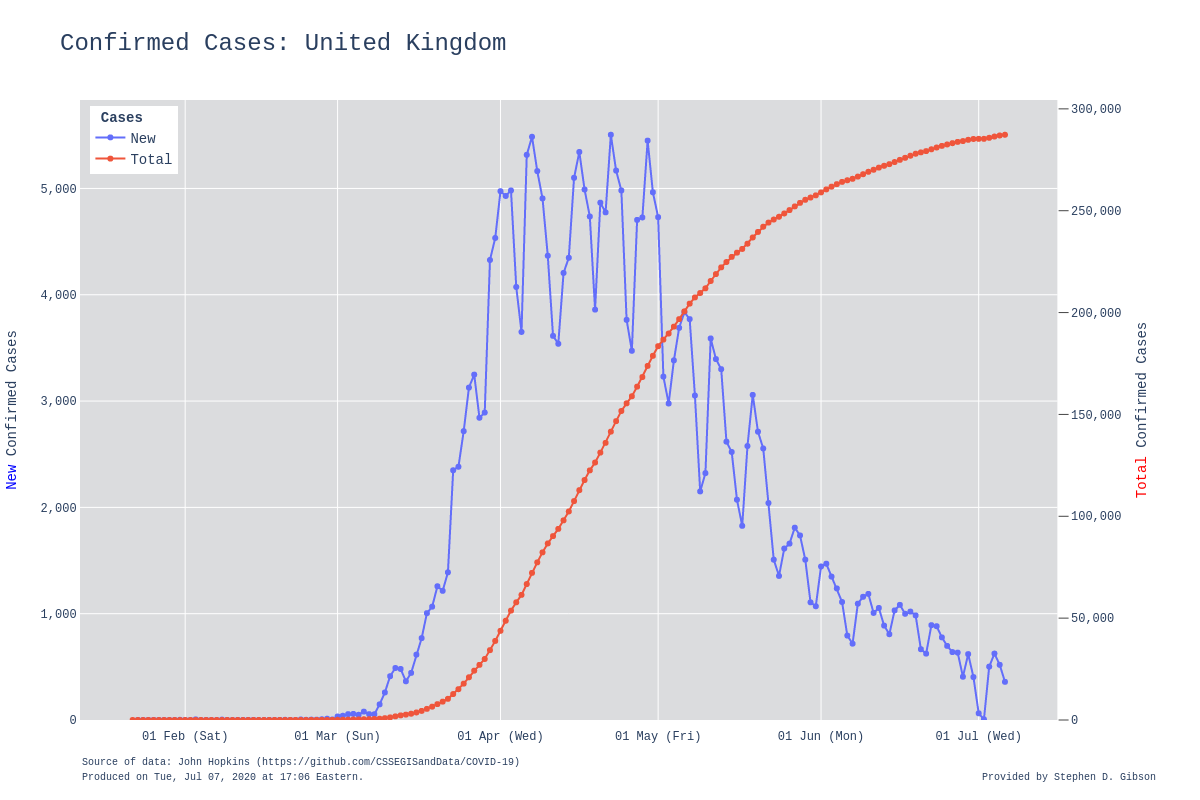 Confirmed Cases: United Kingdom
Cases
New
Total
300,000
250,000
200,000
150,000
100,000
50,000
0
5,000
4,000
3,000
2,000
1,000
0
New Confirmed Cases
Total Confirmed Cases
01 Feb (Sat) 01 Mar (Sun) 01 Apr (Wed) 01 May (Fri) 01 Jun (Mon) 01 Jul (Wed)
Source of data: John Hopkins (https://github.com/CSSEGISandData/COVID-19)
Produced on Tue, Jul 07, 2020 at 17:06 Eastern.
Provided by Stephen D. Gibson